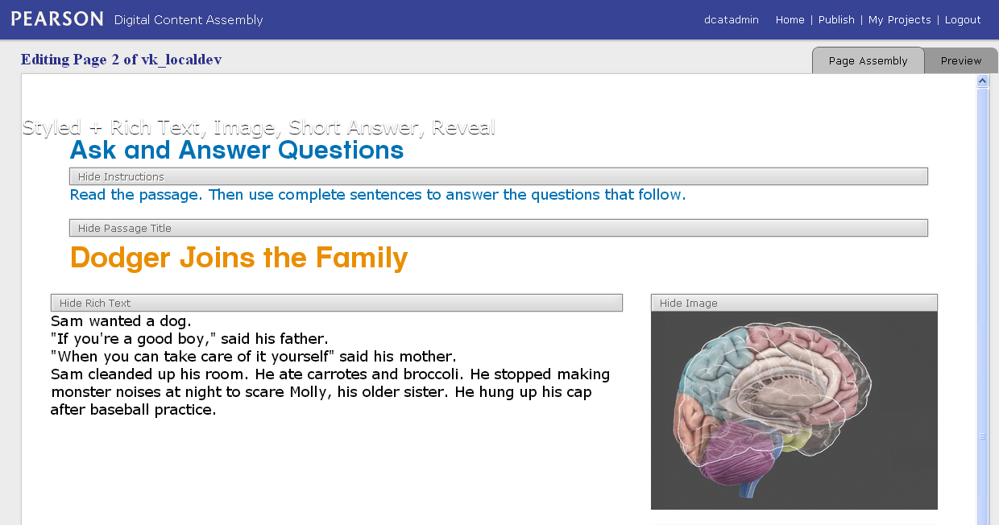 PEARSON Digital Content Assembly dcatadmin Home | Publish | My Projects | Logout
Editing Page 2 of vk_localdev Page Assembly Preview
Styled + Rich Text, Image, Short Answer, Reveal
Ask and Answer Questions
Hide Instructions
Read the passage. Then use complete sentences to answer the questions that follow.
Hide Passage Title
Dodger Joins the Family
Hide Rich Text
Sam wanted a dog.
"If you're a good boy," said his father.
"When you can take care of it yourself" said his mother.
Sam cleanded up his room. He ate carrotes and broccoli. He stopped making
monster noises at night to scare Molly, his older sister. He hung up his cap
after baseball practice.
Hide Image